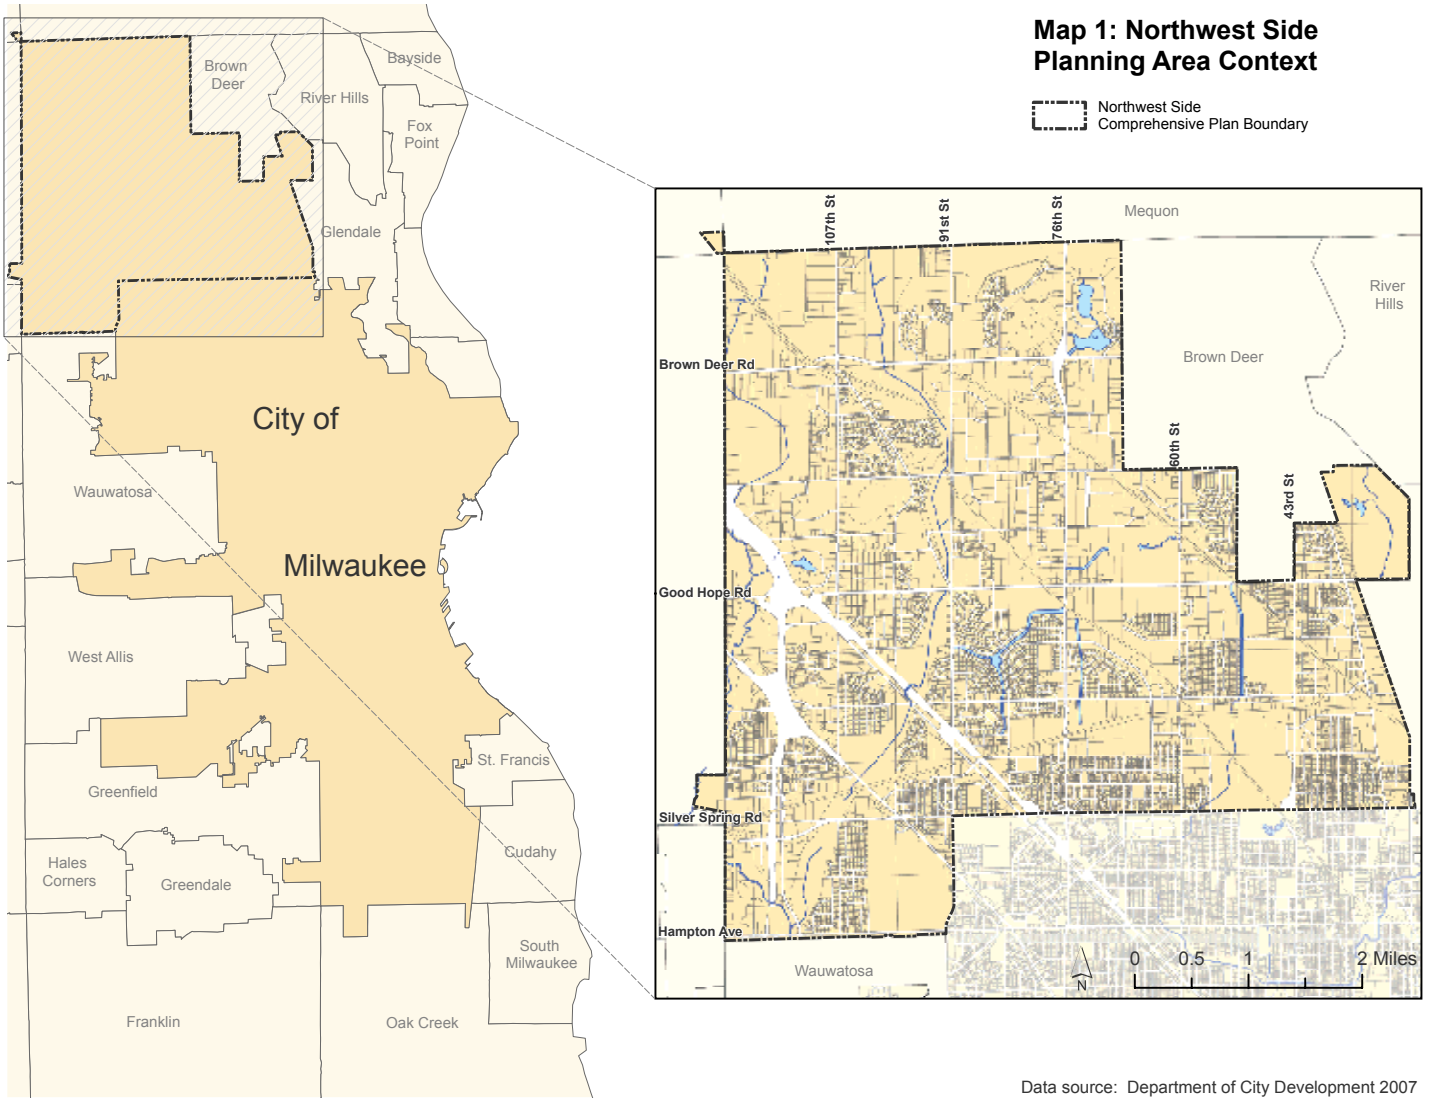 Map 1: Northwest Side
Planning Area Context
Northwest Side
Comprehensive Plan Boundary
Brown
Deer
Bayside
River Hills
Fox
Point
Glendale
City of
Milwaukee
Wauwatosa
West Allis
St. Francis
Greenfield
Hales
Corners
Greendale
Cudahy
South
Milwaukee
Franklin
Oak Creek
Mequon
107th St
91st St
76th St
River
Hills
Brown Deer
Brown Deer Rd
60th St
43rd St
Good Hope Rd
Silver Spring Rd
Hampton Ave
Wauwatosa
N
0 0.5 1 2 Miles
Data source: Department of City Development 2007